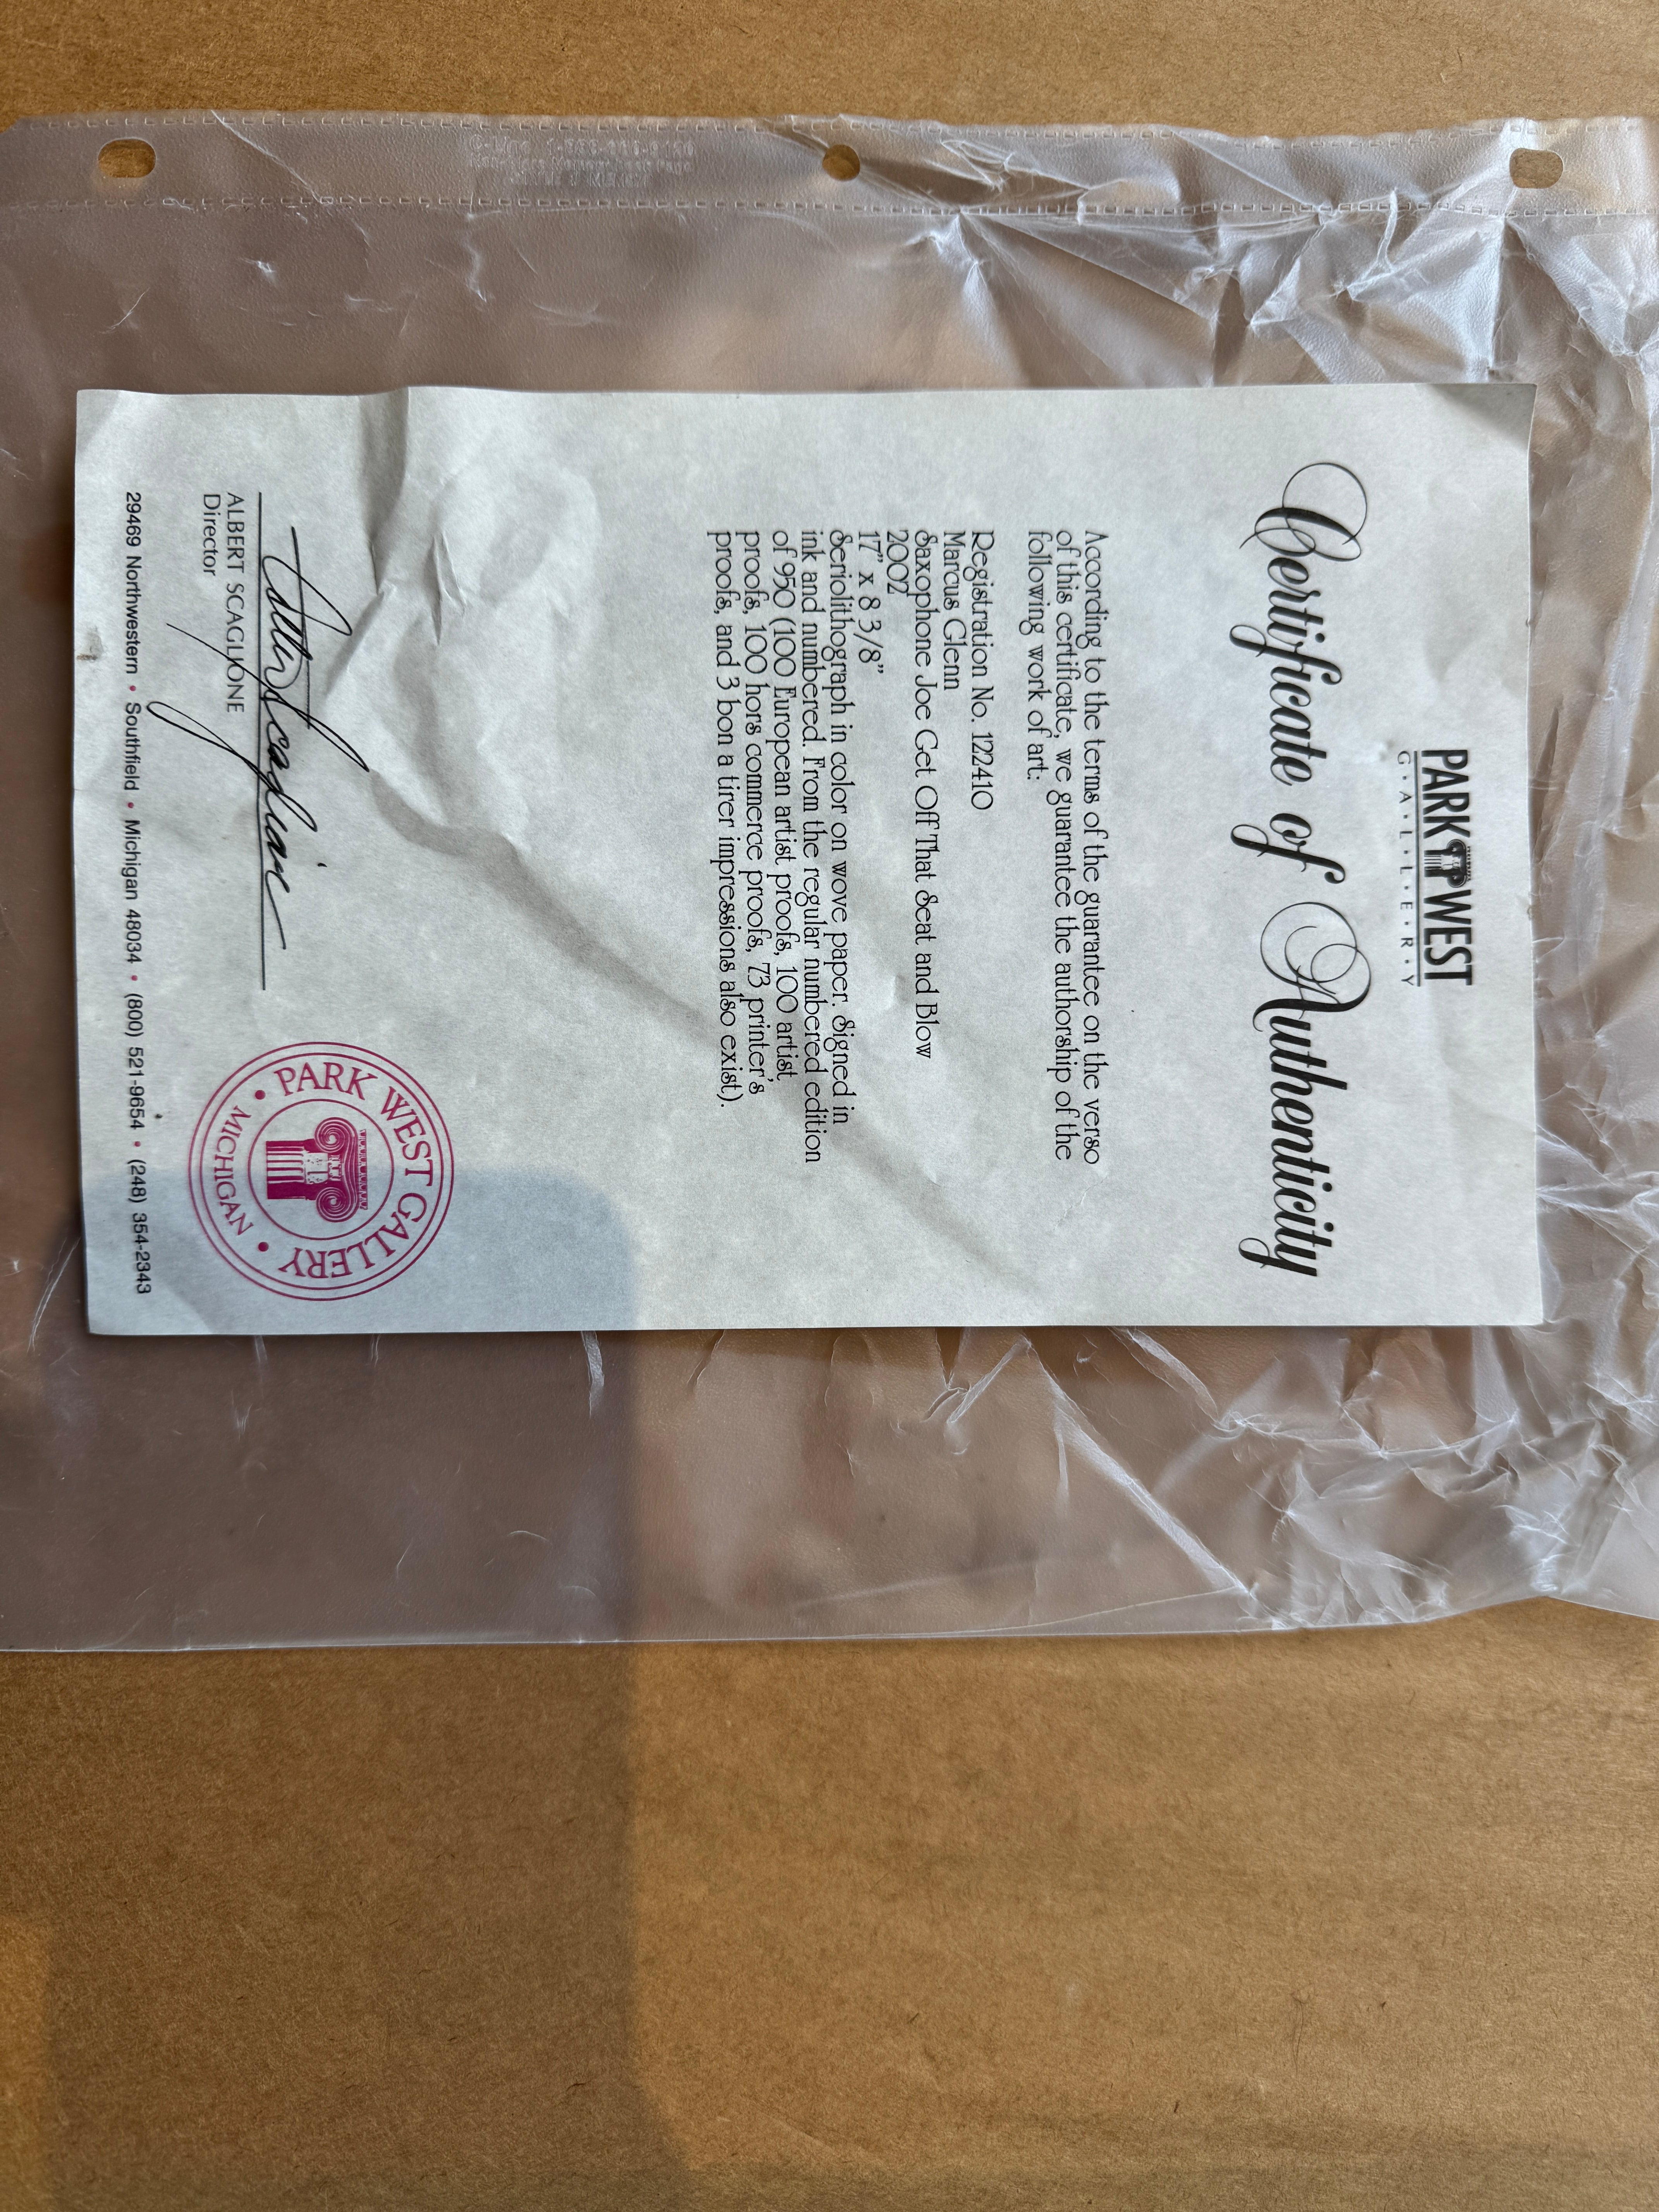 PARK WEST
G•A•L•L•E•R•Y
Certificate of Authenticity
According to the terms of the guarantee on the verso
of this certificate, we guarantee the authorship of the
following work of art:
Registration No. 122410
Marcus Glenn
Saxophone Joe Get Off That Seat and Blow
2002
17" x 8 3/8"
Seriolithograph in color on wove paper. Signed in
ink and numbered. From the regular numbered edition
of 950 (100 European artist proofs, 100 artist
proofs, 100 hors commerce proofs, 73 printer's
proofs, and 3 bon a tirer impressions also exist).
ALBERT SCAGLIONE
Director
PARK WEST GALLERY
• MICHIGAN •
29469 Northwestern • Southfield • Michigan 48034 • (800) 521-9654 • (248) 354-2343